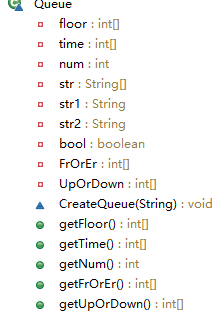 Queue
floor : int[]
time : int[]
num : int
str : String[]
str1 : String
str2 : String
bool : boolean
FrOrEr : int[]
UpOrDown : int[]
CreateQueue(String) : void
getFloor() : int[]
getTime() : int[]
getNum() : int
getFrOrEr() : int[]
getUpOrDown() : int[]